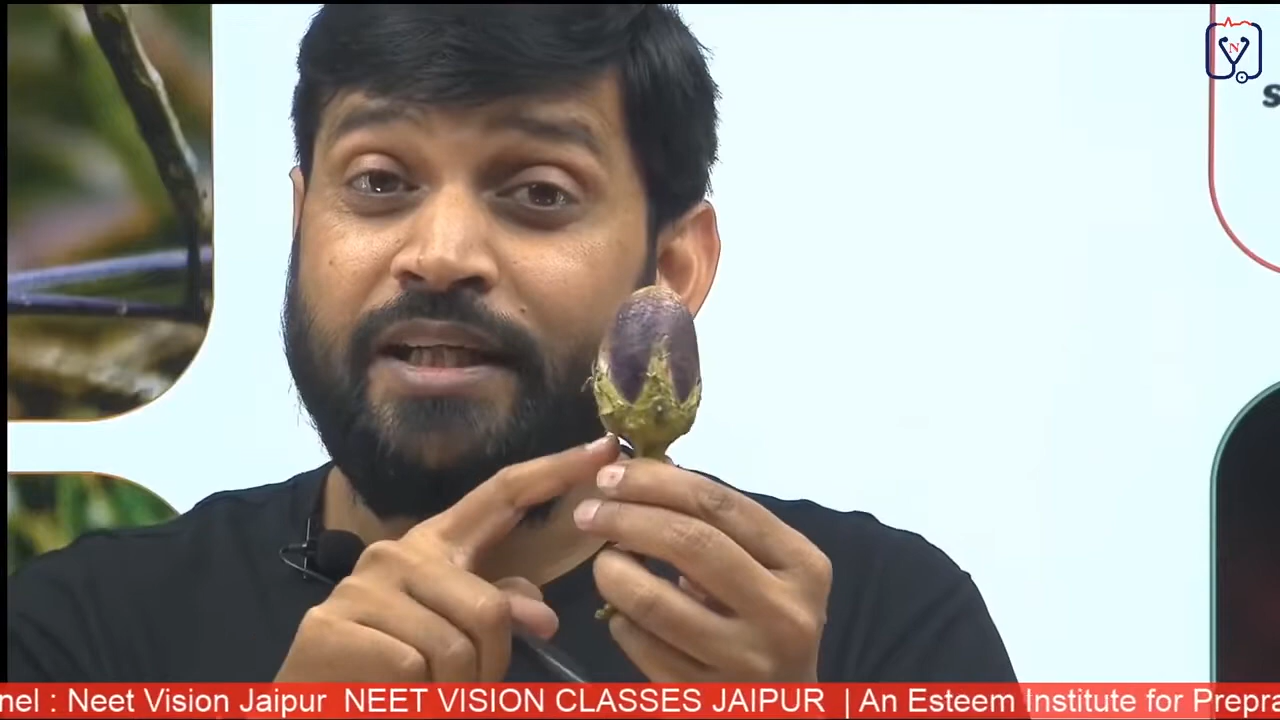 N
s
nel : Neet Vision Jaipur NEET VISION CLASSES JAIPUR | An Esteem Institute for Prepra